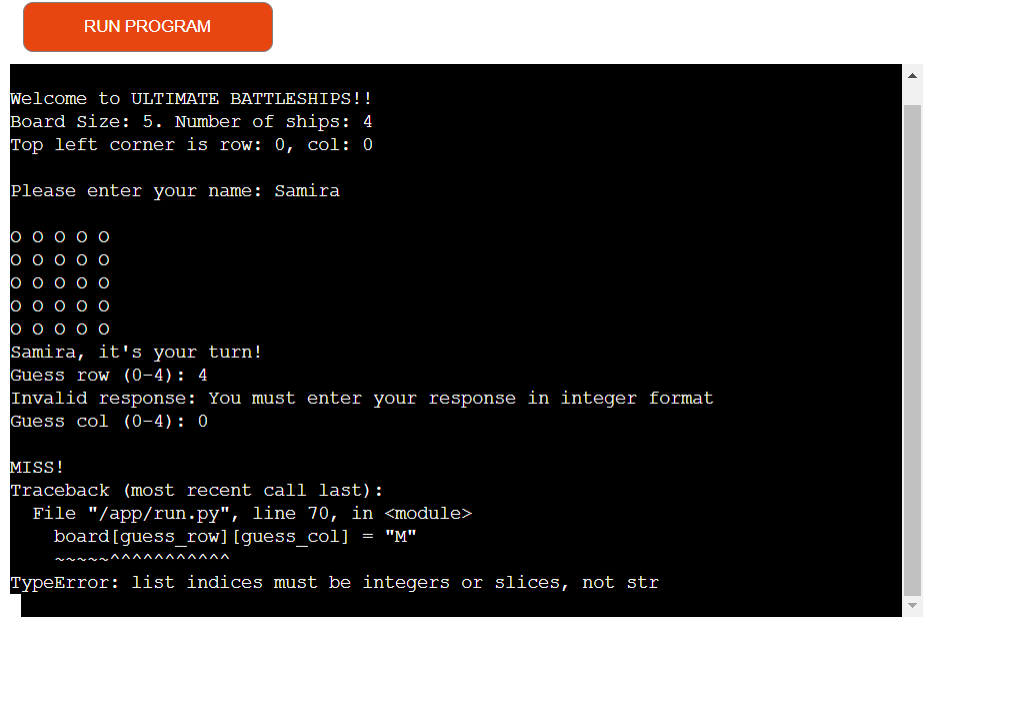 RUN PROGRAM
Welcome to ULTIMATE BATTLESHIPS!!
Board Size: 5. Number of ships: 4
Top left corner is row: 0, col: 0
Please enter your name: Samira
O O O O O
O O O O O
O O O O O
O O O O O
O O O O O
Samira, it's your turn!
Guess row (0-4): 4
Invalid response: You must enter your response in integer format
Guess col (0-4): 0
MISS!
Traceback (most recent call last):
  File "/app/run.py", line 70, in <module>
    board[guess_row][guess_col] = "M"
    ~~~~~^^^^^^^^^^^
TypeError: list indices must be integers or slices, not str